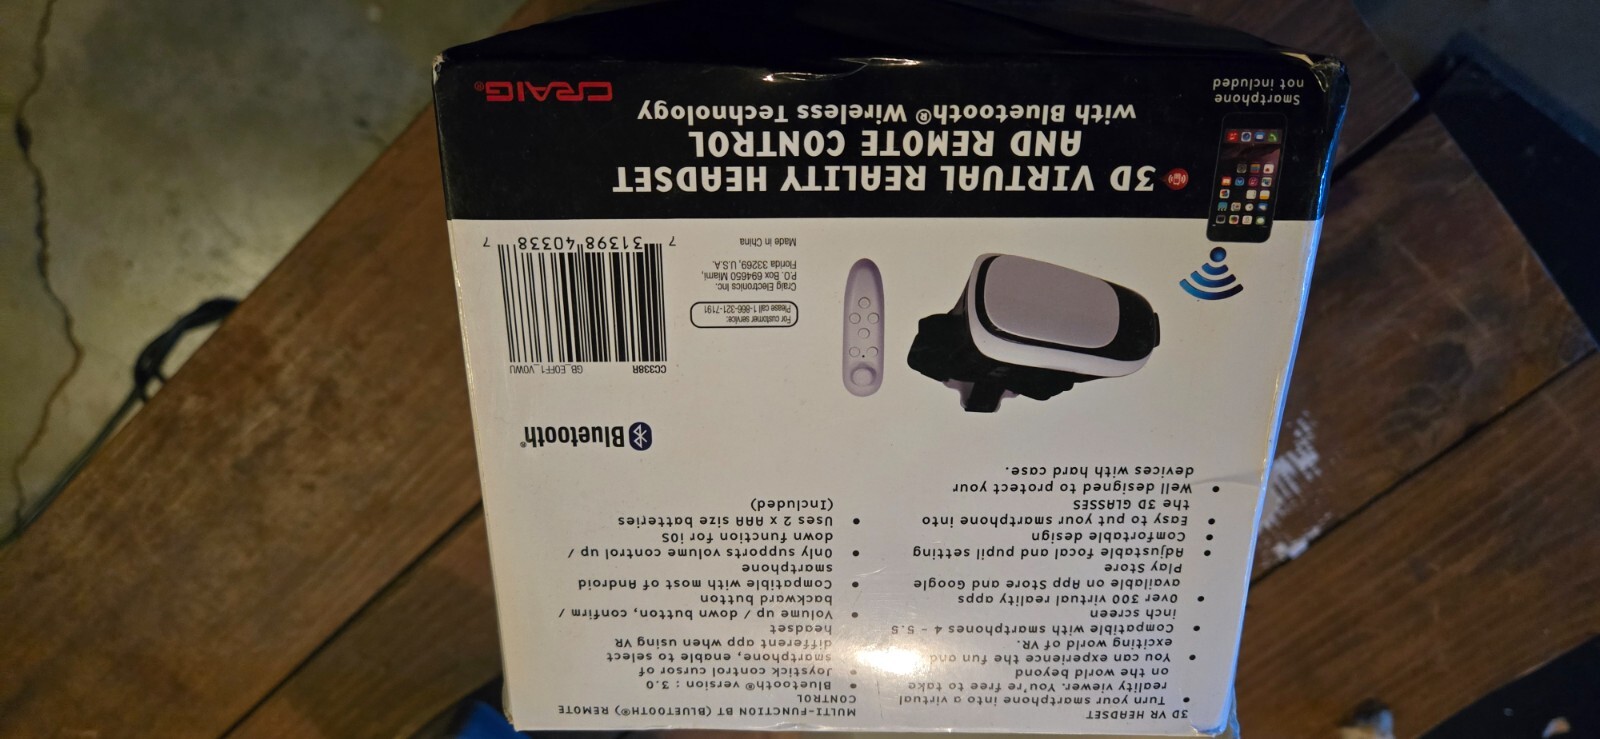 3D VR HEADSET
• Turn your smartphone into a virtual
reality viewer. You're free to take
on the world beyond
• You can experience the fun and
exciting world of VR.
• Compatible with smartphones 4 - 5.5
inch screen
• Over 300 virtual reality apps
available on App Store and Google
Play Store
• Adjustable focal and pupil setting
• Comfortable design
• Easy to put your smartphone into
the 3D GLASSES
• Well designed to protect your
devices with hard case.
MULTI-FUNCTION BT (BLUETOOTH®) REMOTE
CONTROL
• Bluetooth® version : 3.0
• Joystick control cursor of
smartphone, enable to select
different app when using VR
headset
• Volume up / down button, confirm /
backward button
• Compatible with most of Android
smartphone
• Only supports volume control up /
down function for iOS
• Uses 2 x AAA size batteries
(Included)
Bluetooth®
For customer service:
Please call 1-866-321-7191
Craig Electronics Inc.
P.O. Box 694650 Miami,
Florida 33269, U.S.A.
Made in China
CC338R GB_EOFF1_V0WU
7 31398 40338 7
3D VIRTUAL REALITY HEADSET
AND REMOTE CONTROL
with Bluetooth® Wireless Technology
Smartphone
not included
CRAIG®